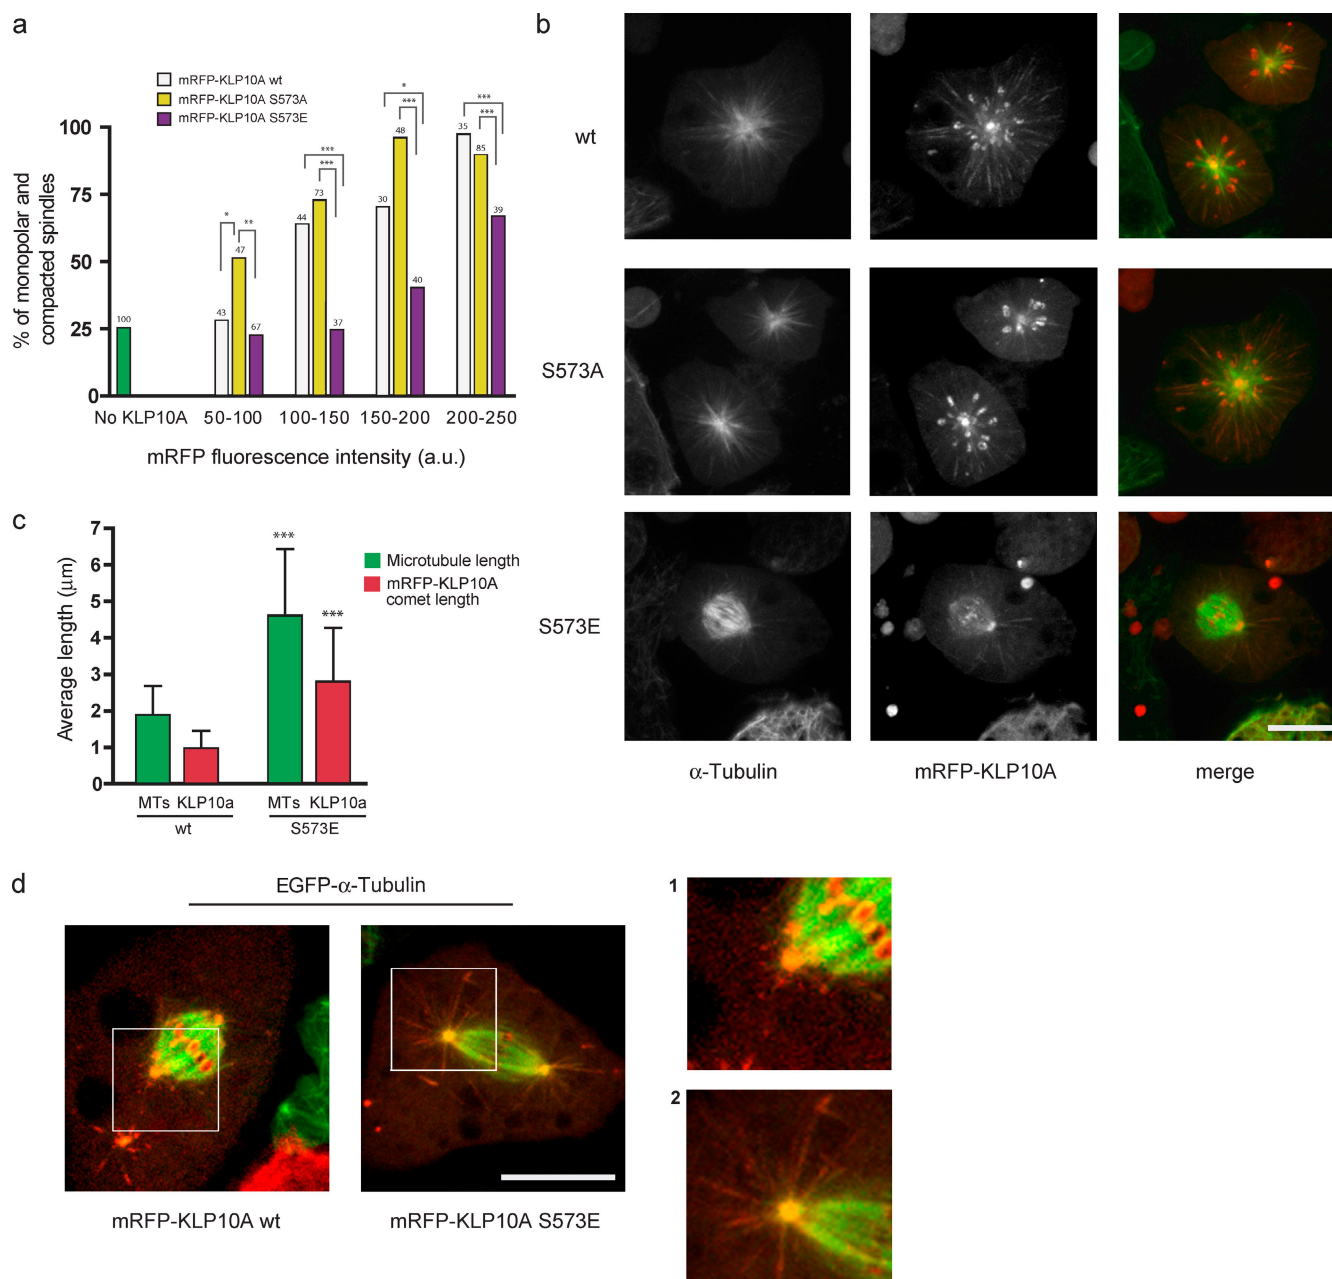 a
mRFP-KLP10A wt
mRFP-KLP10A S573A
mRFP-KLP10A S573E
% of monopolar and
compacted spindles
100
75
50
25
0
100
43
*
47
**
67
44
***
***
73
37
30
*
***
48
40
35
***
***
85
39
No KLP10A
50-100
100-150
150-200
200-250
mRFP fluorescence intensity (a.u.)
b
wt
S573A
S573E
α-Tubulin
mRFP-KLP10A
merge
c
Average length (μm)
7
6
5
4
3
2
1
0
***
***
Microtubule length
mRFP-KLP10A
comet length
MTs KLP10a
MTs KLP10a
wt
S573E
d
EGFP-α-Tubulin
mRFP-KLP10A wt
mRFP-KLP10A S573E
1
2